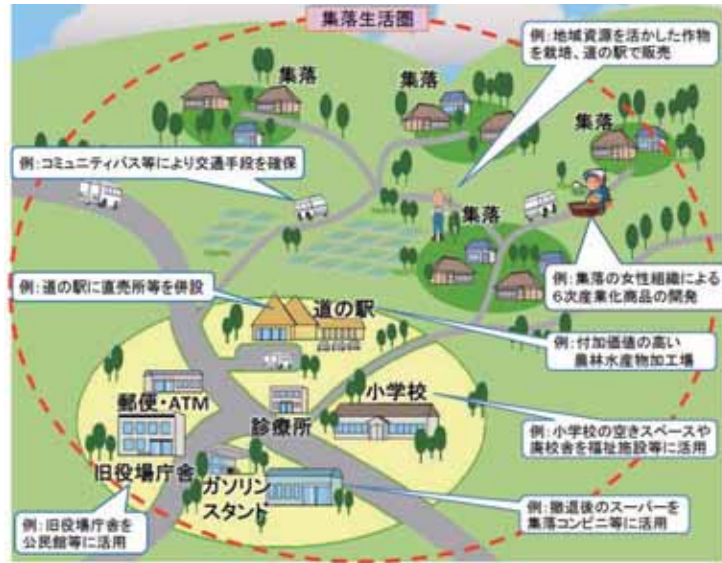 集落生活圏
例：地域資源を活かした作物
を栽培、道の駅で販売
集落
集落
集落
例：コミュニティバス等により交通手段を確保
集落
例：集落の女性組織による
6次産業化商品の開発
例：道の駅に直売所等を併設
道の駅
例：付加価値の高い
農林水産物加工場
郵便・ATM
小学校
診療所
例：小学校の空きスペースや
廃校舎を福祉施設等に活用
旧役場庁舎
ガソリン
スタンド
例：撤退後のスーパーを
集落コンビニ等に活用
例：旧役場庁舎を
公民館等に活用